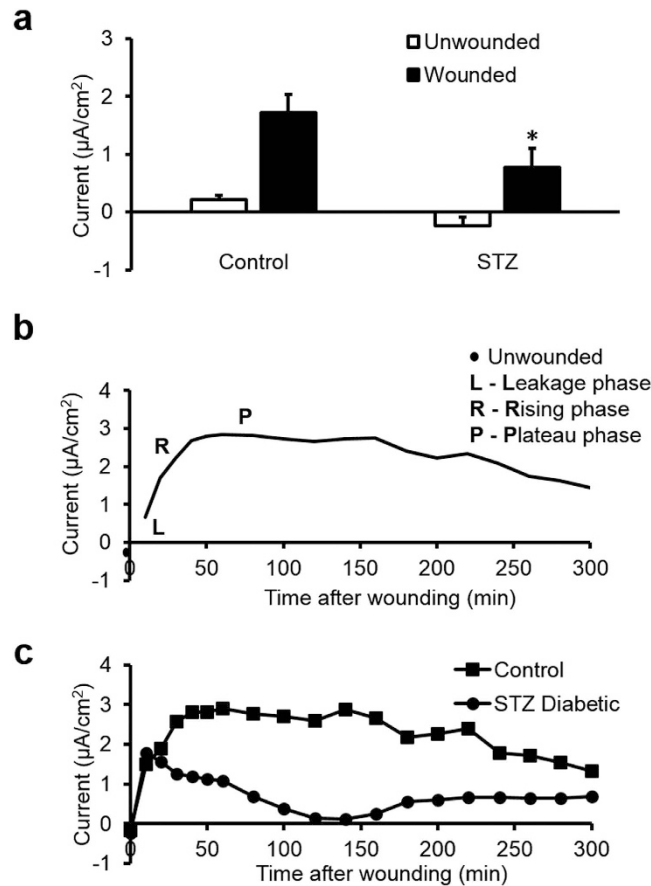 a
3
2
1
0
-1
Current (µA/cm²)
Unwounded
Wounded
*
Control
STZ
b
Unwounded
L - Leakage phase
R - Rising phase
P - Plateau phase
4
3
2
1
0
-1
Current (µA/cm²)
L
R
P
0 50 100 150 200 250 300
Time after wounding (min)
c
Control
STZ Diabetic
4
3
2
1
0
-1
Current (µA/cm²)
0 50 100 150 200 250 300
Time after wounding (min)